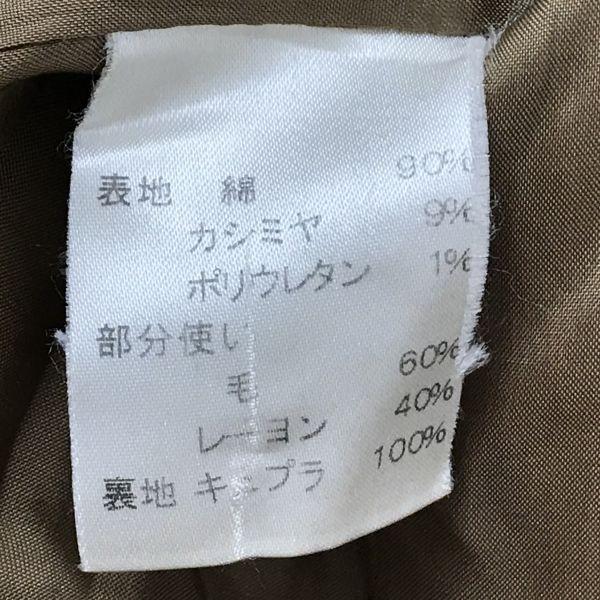 表地 綿 90%
カシミヤ 9%
ポリウレタン 1%
部分使い
毛 60%
レーヨン 40%
裏地 キュプラ 100%